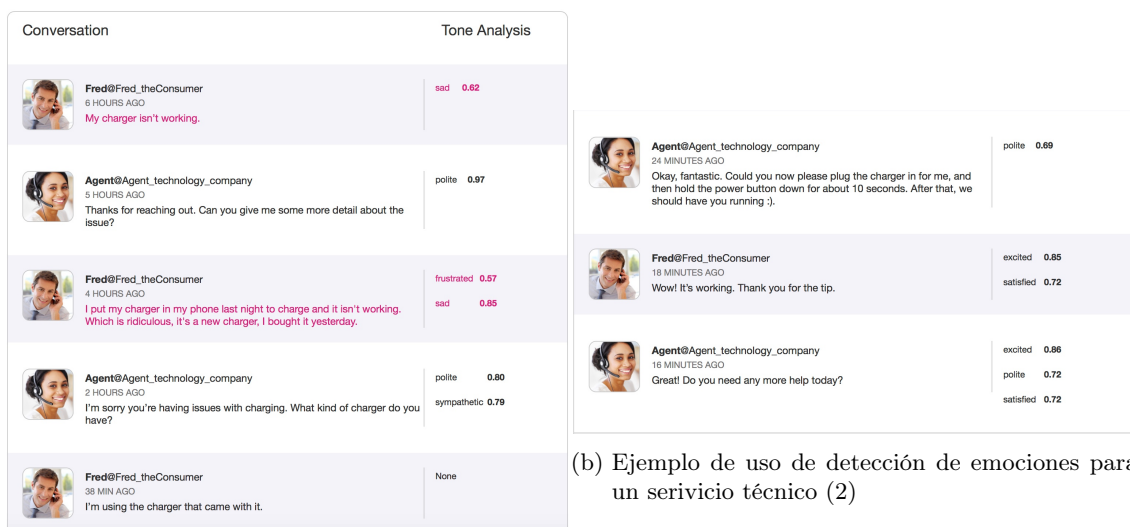 Conversation Tone Analysis
Fred@Fred_theConsumer
6 HOURS AGO
My charger isn't working.
sad 0.62
Agent@Agent_technology_company
5 HOURS AGO
Thanks for reaching out. Can you give me some more detail about the
issue?
polite 0.97
Fred@Fred_theConsumer
4 HOURS AGO
I put my charger in my phone last night to charge and it isn't working.
Which is ridiculous, it's a new charger, I bought it yesterday.
frustrated 0.57
sad 0.85
Agent@Agent_technology_company
2 HOURS AGO
I'm sorry you're having issues with charging. What kind of charger do you
have?
polite 0.80
sympathetic 0.79
Fred@Fred_theConsumer
38 MIN AGO
I'm using the charger that came with it.
None
Agent@Agent_technology_company
24 MINUTES AGO
Okay, fantastic. Could you now please plug the charger in for me, and
then hold the power button down for about 10 seconds. After that, we
should have you running :).
polite 0.69
Fred@Fred_theConsumer
18 MINUTES AGO
Wow! It's working. Thank you for the tip.
excited 0.85
satisfied 0.72
Agent@Agent_technology_company
16 MINUTES AGO
Great! Do you need any more help today?
excited 0.86
polite 0.72
satisfied 0.72
(b) Ejemplo de uso de detección de emociones para
un serivicio técnico (2)